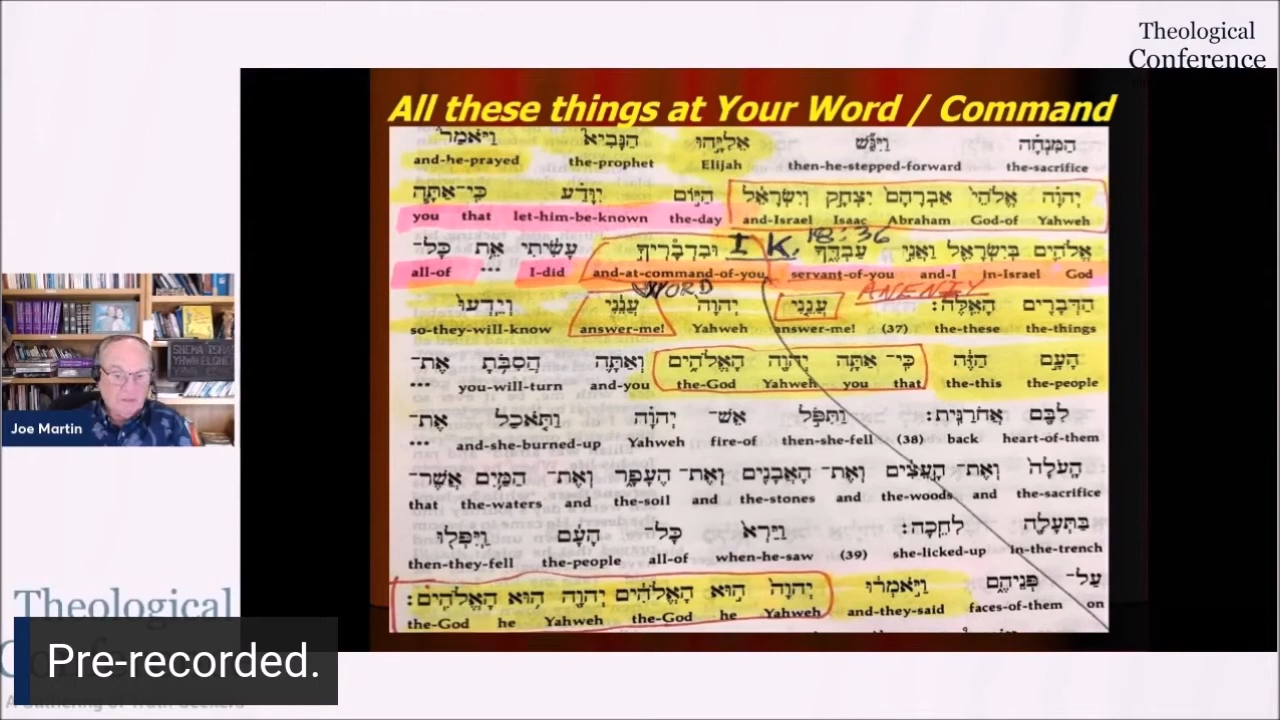 Theological
Conference
All these things at Your Word / Command
הַמִּנְחָה וַיִּגַּשׁ אֵלִיָּהוּ הַנָּבִיא וַיֹּאמַר
and-he-prayed the-prophet Elijah then-he-stepped-forward the-sacrifice
יְהוָה אֱלֹהֵי אַבְרָהָם יִצְחָק וְיִשְׂרָאֵל הַיּוֹם יִוָּדַע כִּי־אַתָּה
you that let-him-be-known the-day and-Israel Isaac Abraham God-of Yahweh
I K. 18:36
אֱלֹהִים בְּיִשְׂרָאֵל וַאֲנִי עַבְדֶּךָ וּבִדְבָרְיךָ עָשִׂיתִי אֵת כָּל־
all-of ••• I-did and-at-command-of-you servant-of-you and-I in-Israel God
WORD
הַדְּבָרִים הָאֵלֶּה׃ עֲנֵנִי יְהוָה עֲנֵנִי וְיֵדְעוּ
so-they-will-know answer-me! Yahweh answer-me! (37) the-these the-things
הָעָם הַזֶּה כִּי־ אַתָּה יְהוָה הָאֱלֹהִים וְאַתָּה הֲסִבֹּתָ אֶת־
••• you-will-turn and-you the-God Yahweh you that the-this the-people
לִבָּם אֲחֹרַנִּית׃ וַתִּפֹּל אֵשׁ־ יְהוָה וַתֹּאכַל אֶת־
••• and-she-burned-up Yahweh fire-of then-she-fell (38) back heart-of-them
הָעֹלָה וְאֶת־ הָעֵצִים וְאֶת־ הָאֲבָנִים וְאֶת־ הֶעָפָר וְאֶת־ הַמַּיִם אֲשֶׁר־
that the-waters and the-soil and the-stones and the-woods and the-sacrifice
בַּתְּעָלָה לִחֵכָה׃ וַיַּרְא כָּל־ הָעָם וַיִּפְּלוּ
then-they-fell the-people all-of when-he-saw (39) she-licked-up in-the-trench
עַל־ פְּנֵיהֶם וַיֹּאמְרוּ יְהוָה הוּא הָאֱלֹהִים יְהוָה הוּא הָאֱלֹהִים׃
the-God he Yahweh the-God he Yahweh and-they-said faces-of-them on
Joe Martin
Theological
Pre-recorded.